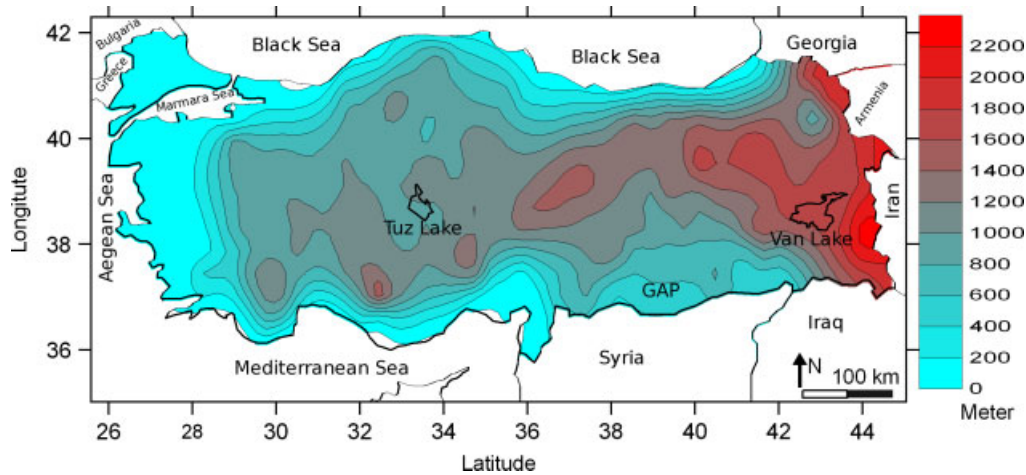 42
40
38
36
Longitute
26
28
30
32
34
36
38
40
42
44
Latitude
Bulgaria
Greece
Marmara Sea
Black Sea
Black Sea
Georgia
Armenia
Iran
Aegean Sea
Tuz Lake
Van Lake
GAP
Mediterranean Sea
Syria
Iraq
N
100 km
2200
2000
1800
1600
1400
1200
1000
800
600
400
200
0
Meter